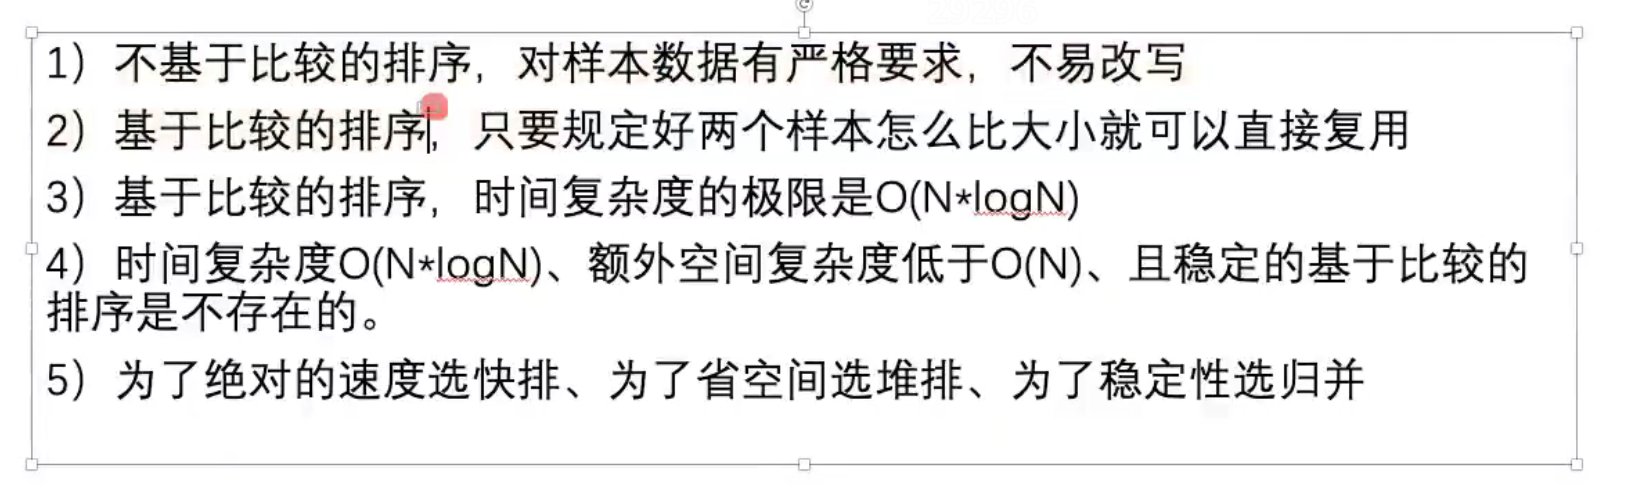 1）不基于比较的排序，对样本数据有严格要求，不易改写
2）基于比较的排序，只要规定好两个样本怎么比大小就可以直接复用
3）基于比较的排序，时间复杂度的极限是O(N*logN)
4）时间复杂度O(N*logN)、额外空间复杂度低于O(N)、且稳定的基于比较的
排序是不存在的。
5）为了绝对的速度选快排、为了省空间选堆排、为了稳定性选归并